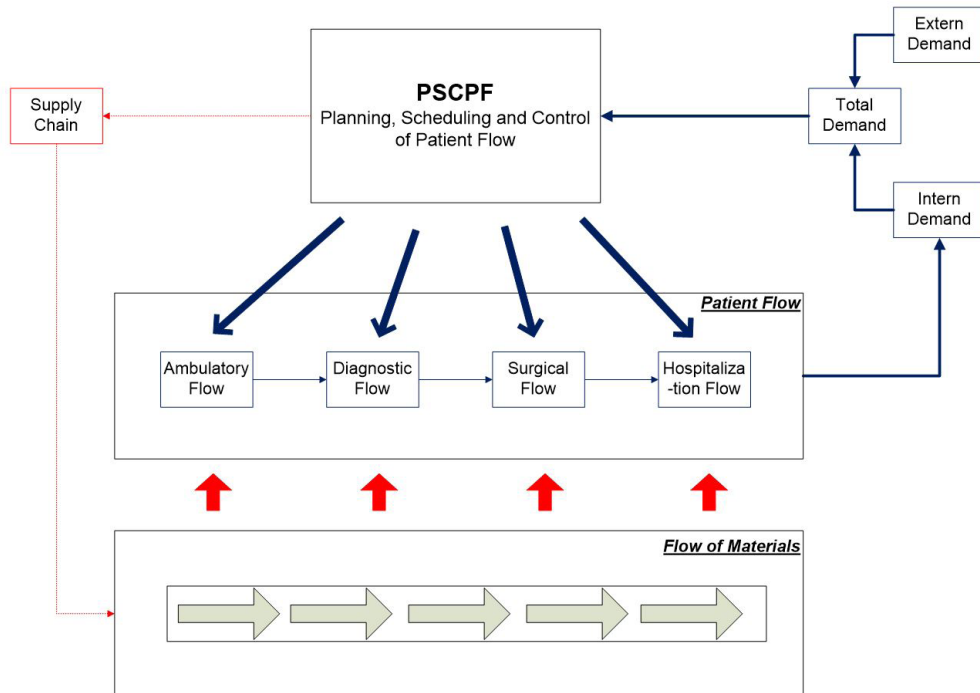 PSCPF
Planning, Scheduling and Control
of Patient Flow
Supply
Chain
Extern
Demand
Total
Demand
Intern
Demand
Patient Flow
Ambulatory
Flow
Diagnostic
Flow
Surgical
Flow
Hospitaliza
-tion Flow
Flow of Materials